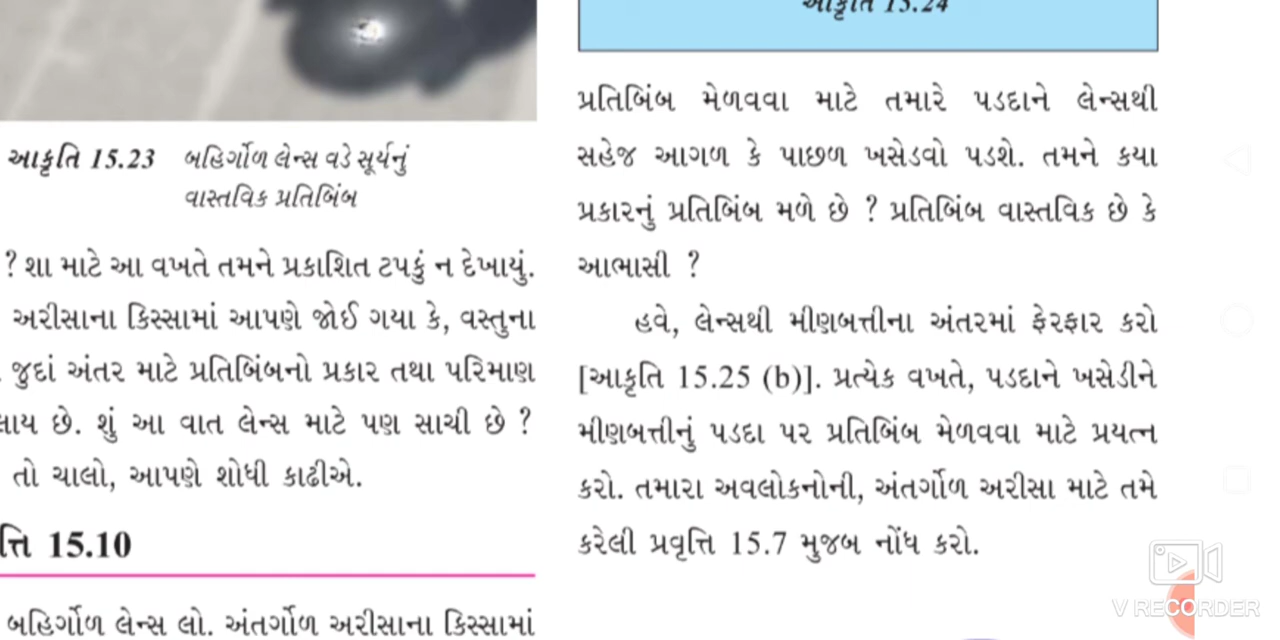 આકૃતિ 15.23 બહિર્ગોળ લેન્સ વડે સૂર્યનું
વાસ્તવિક પ્રતિબિંબ
? શા માટે આ વખતે તમને પ્રકાશિત ટપકું ન દેખાયું.
અરીસાના કિસ્સામાં આપણે જોઈ ગયા કે, વસ્તુના
જુદાં અંતર માટે પ્રતિબિંબનો પ્રકાર તથા પરિમાણ
છે. શું આ વાત લેન્સ માટે પણ સાચી છે ?
તો ચાલો, આપણે શોધી કાઢીએ.
15.10
બહિર્ગોળ લેન્સ લો. અંતર્ગોળ અરીસાના કિસ્સામાં
આકૃતિ 15.24
પ્રતિબિંબ મેળવવા માટે તમારે પડદાને લેન્સથી
સહેજ આગળ કે પાછળ ખસેડવો પડશે. તમને કયા
પ્રકારનું પ્રતિબિંબ મળે છે ? પ્રતિબિંબ વાસ્તવિક છે કે
આભાસી ?
હવે, લેન્સથી મીણબત્તીના અંતરમાં ફેરફાર કરો
[આકૃતિ 15.25 (b)]. પ્રત્યેક વખતે, પડદાને ખસેડીને
મીણબત્તીનું પડદા પર પ્રતિબિંબ મેળવવા માટે પ્રયત્ન
કરો. તમારા અવલોકનોની, અંતર્ગોળ અરીસા માટે તમે
કરેલી પ્રવૃત્તિ 15.7 મુજબ નોંધ કરો.
V RECORDER